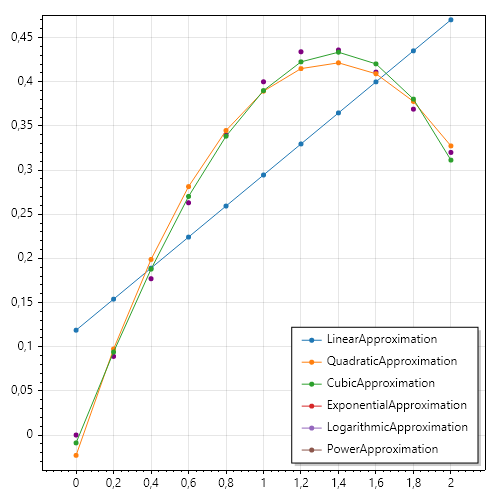 0,45
0,4
0,35
0,3
0,25
0,2
0,15
0,1
0,05
0
LinearApproximation
QuadraticApproximation
CubicApproximation
ExponentialApproximation
LogarithmicApproximation
PowerApproximation
0 0,2 0,4 0,6 0,8 1 1,2 1,4 1,6 1,8 2